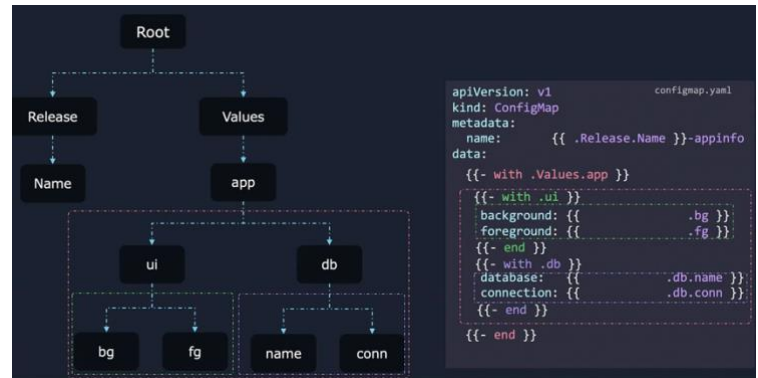 Root
Release
Values
Name
app
ui
db
bg
fg
name
conn
configmap.yaml
apiVersion: v1
kind: ConfigMap
metadata:
name: {{ .Release.Name }}-appinfo
data:
{{- with .Values.app }}
{{- with .ui }}
background: {{ .bg }}
foreground: {{ .fg }}
{{- end }}
{{- with .db }}
database: {{ .db.name }}
connection: {{ .db.conn }}
{{- end }}
{{- end }}